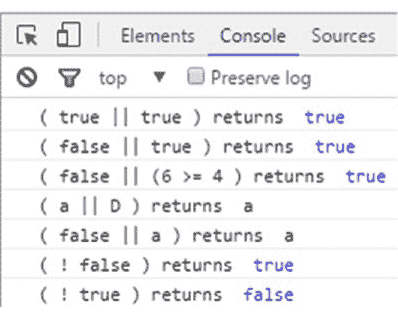 Elements Console Sources
top ▼ Preserve log
( true || true ) returns true
( false || true ) returns true
( false || (6 >= 4 ) returns true
( a || D ) returns a
( false || a ) returns a
( ! false ) returns true
( ! true ) returns false